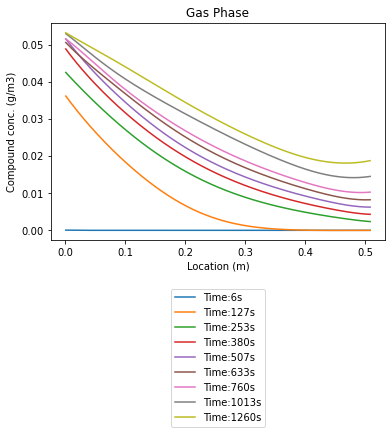 Gas Phase
Compound conc. (g/m3)
0.05
0.04
0.03
0.02
0.01
0.00
0.0 0.1 0.2 0.3 0.4 0.5
Location (m)
Time:6s
Time:127s
Time:253s
Time:380s
Time:507s
Time:633s
Time:760s
Time:1013s
Time:1260s